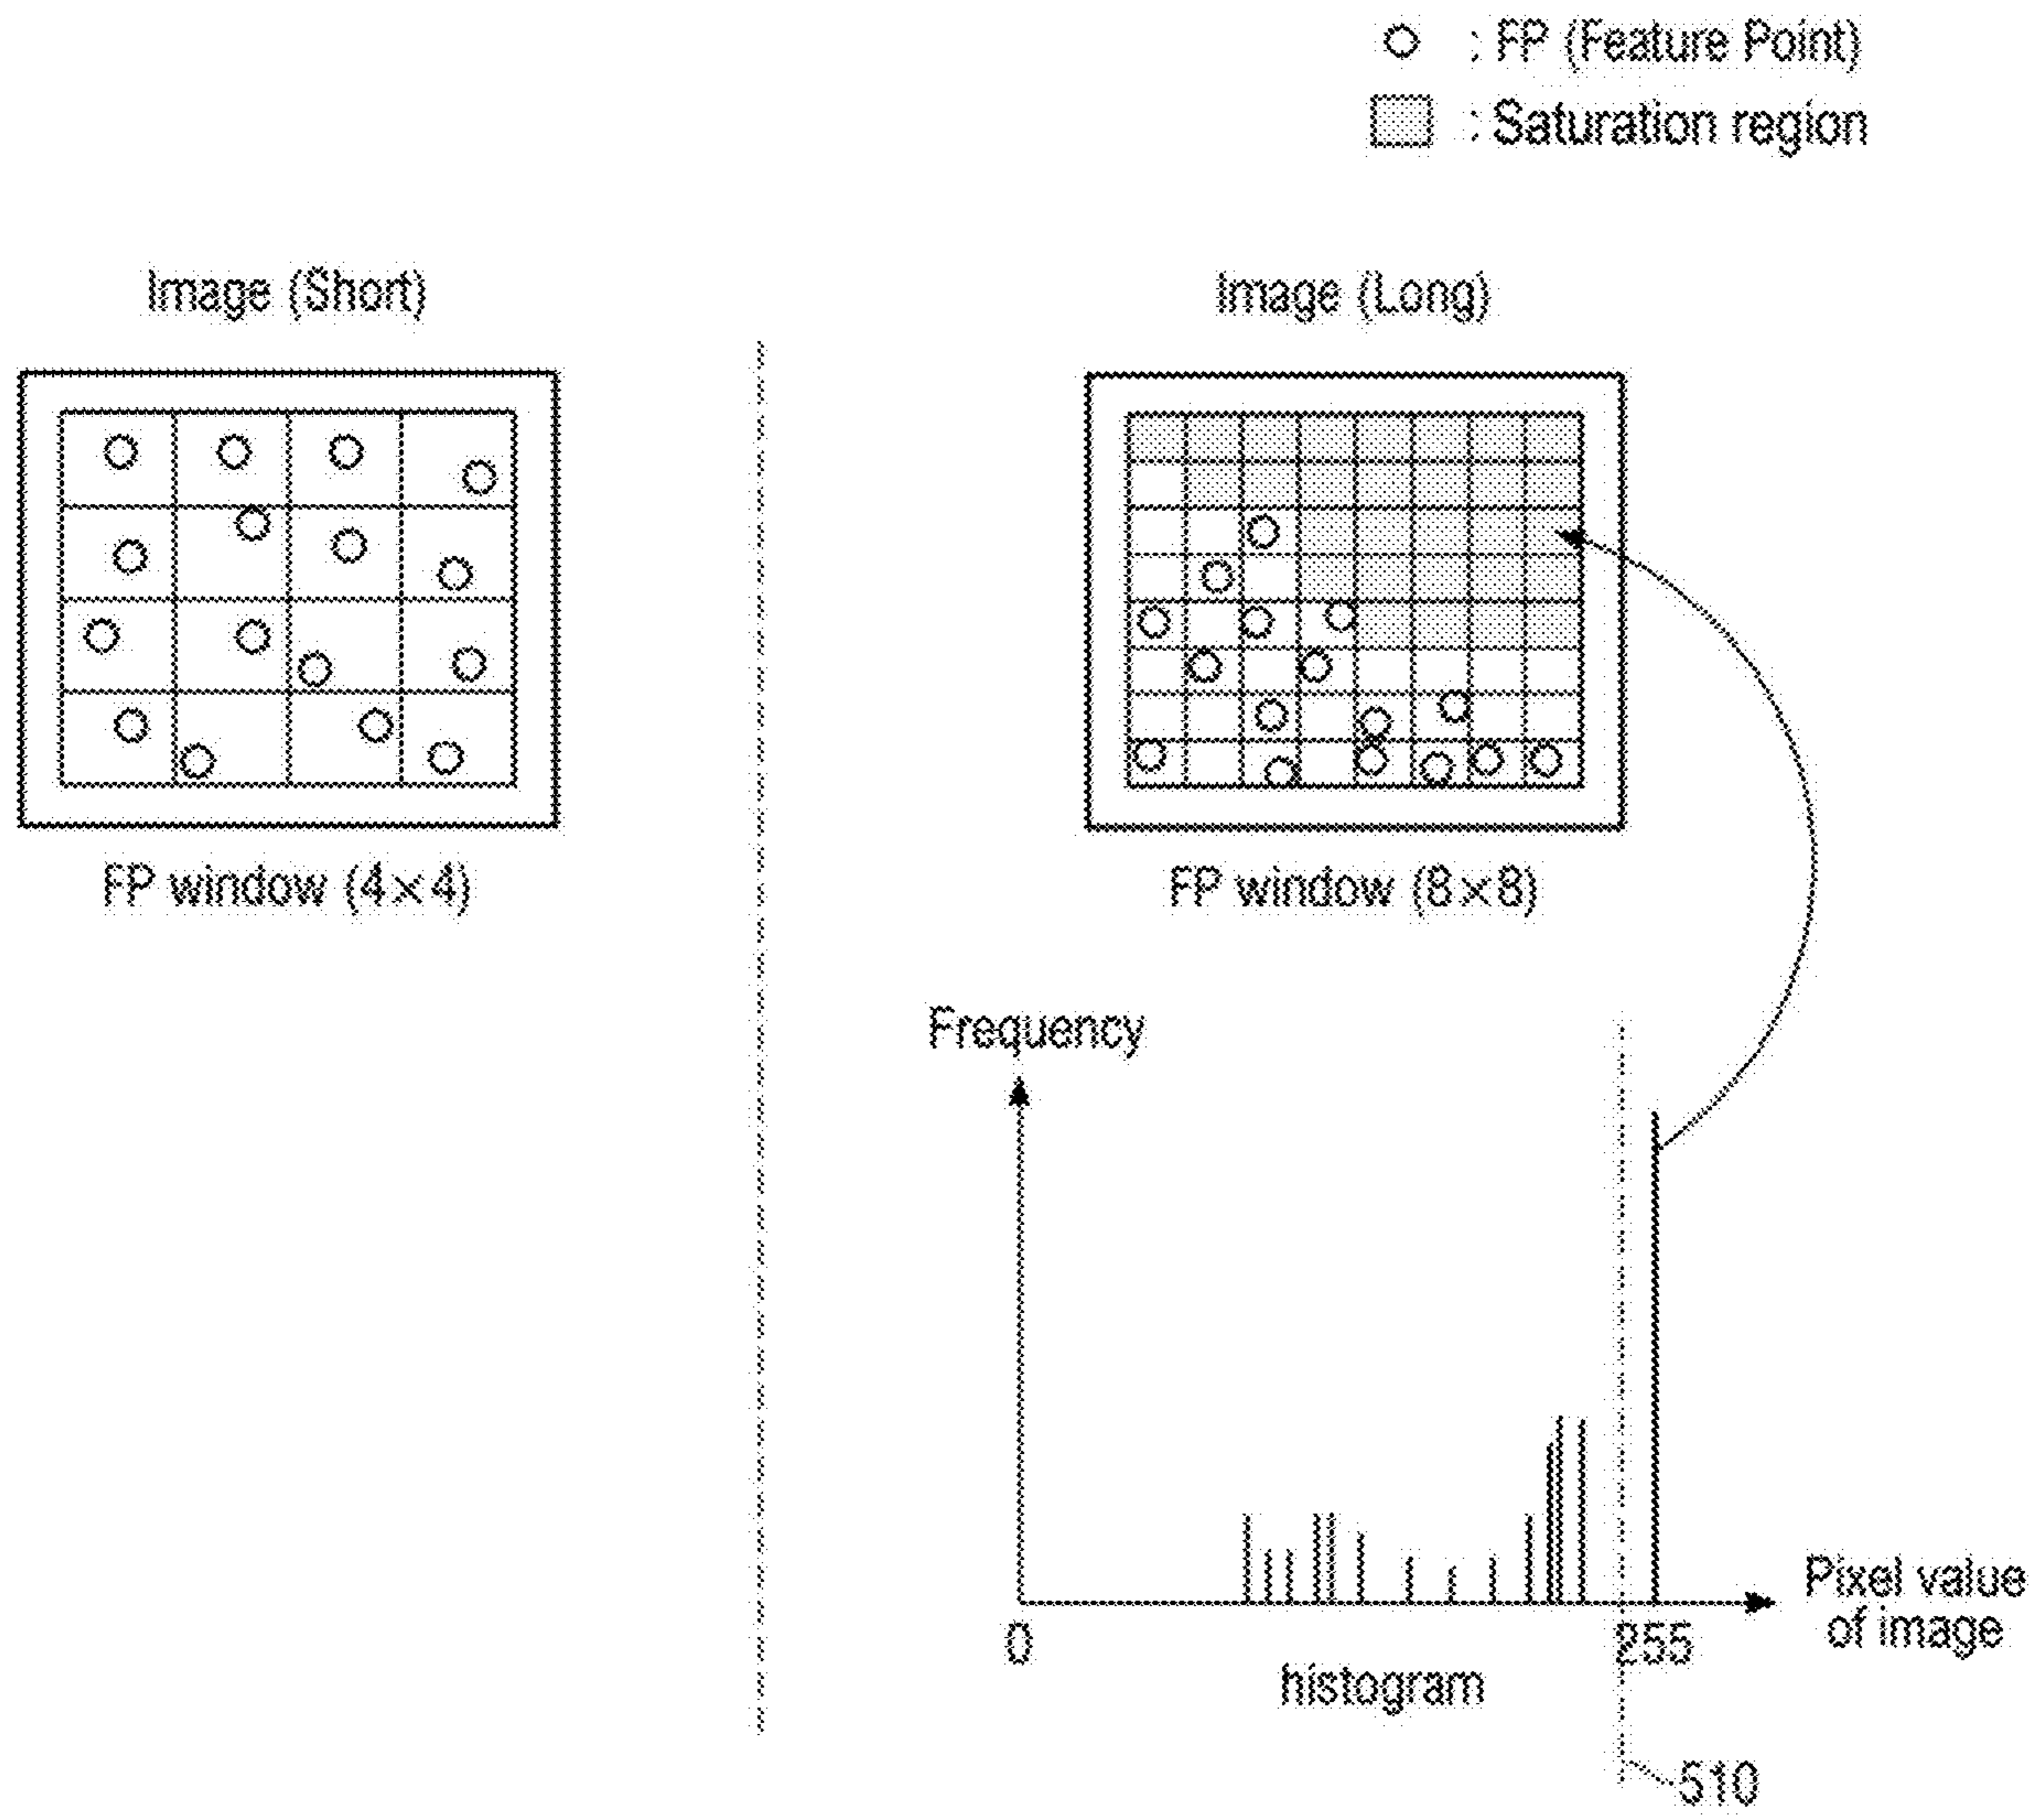 : FP (Feature Point)
: Saturation region
Image (Short)
Image (Long)
FP window (4×4)
FP window (8×8)
Frequency
Pixel value
of image
0
255
histogram
510